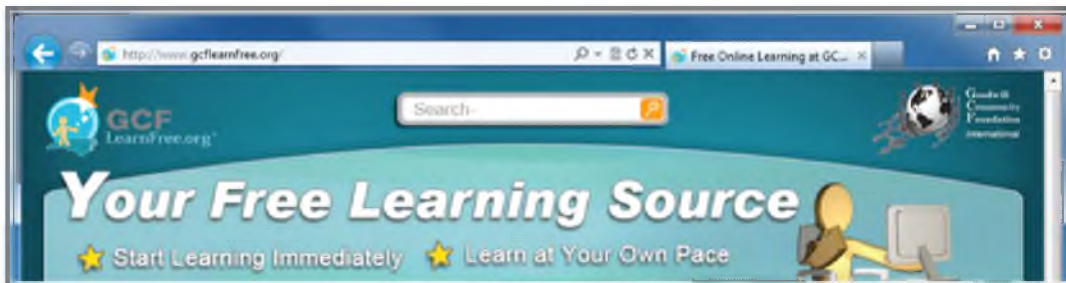 http://www.gcflearnfree.org/
Free Online Learning at GC...
GCF
LearnFree.org®
Search
Goodwill
Community
Foundation
International
Your Free Learning Source
Start Learning Immediately
Learn at Your Own Pace